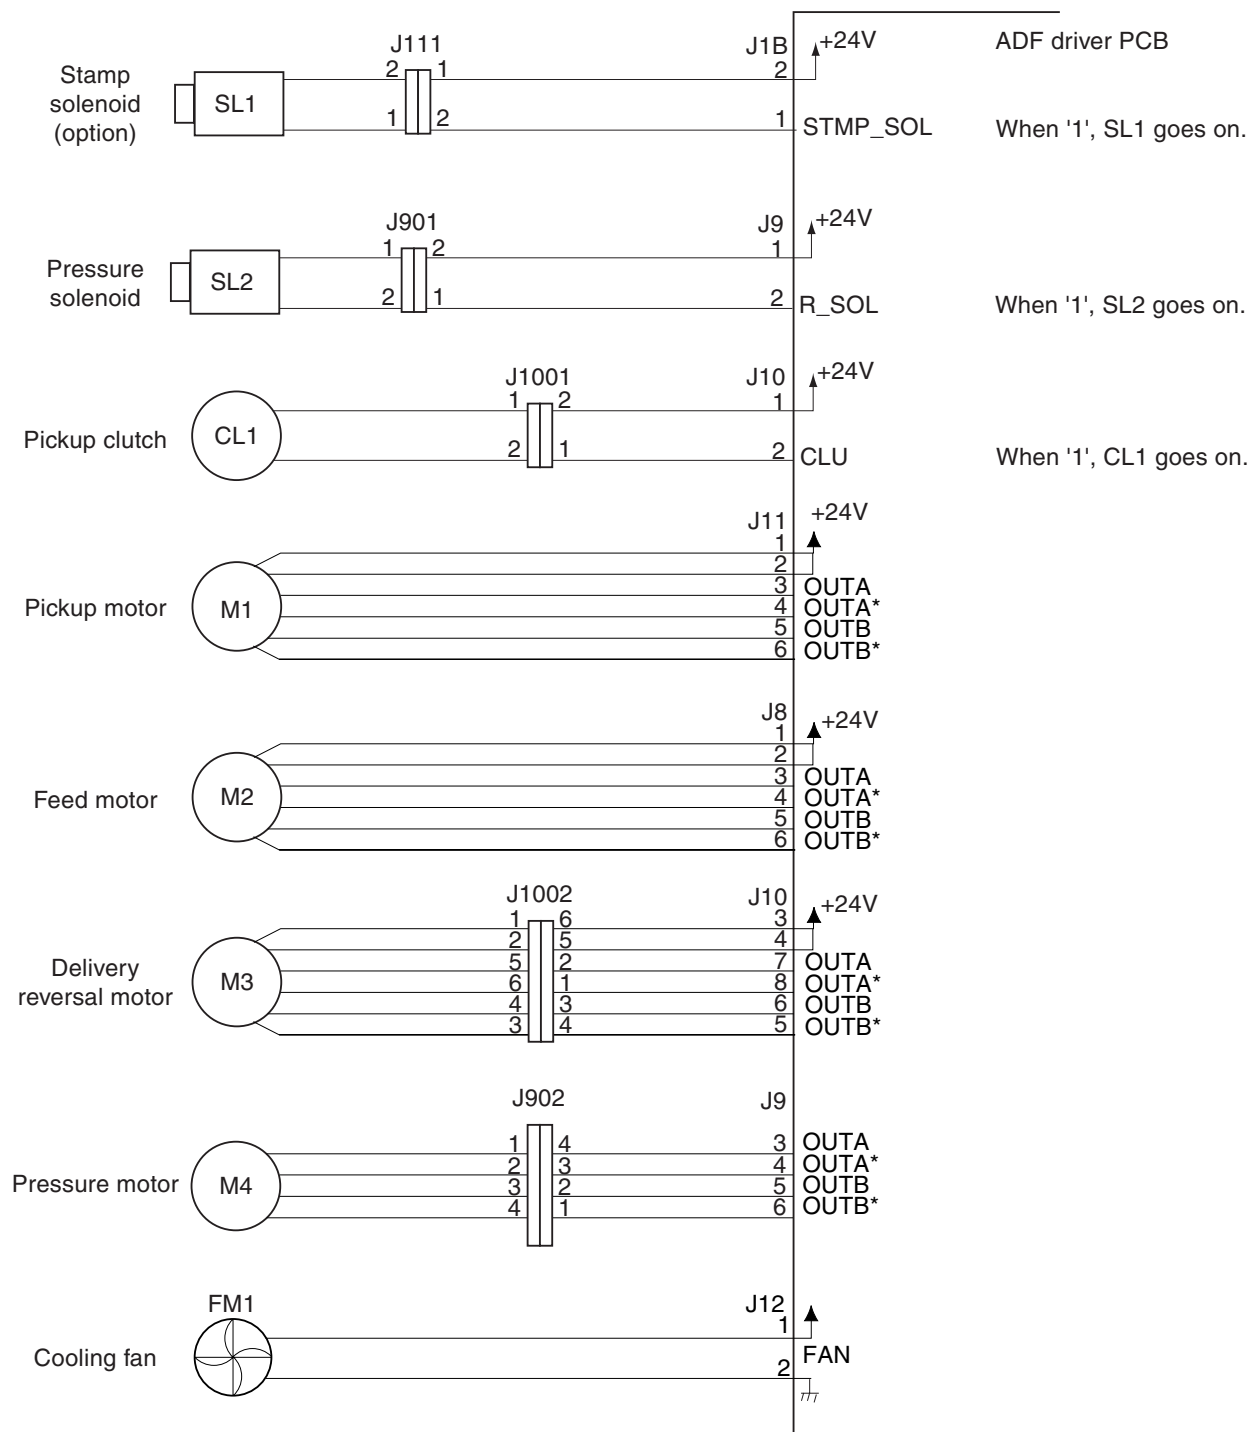 J111
J1B
+24V
ADF driver PCB
2
1
2
Stamp
solenoid
(option)
SL1
1
2
1
STMP_SOL
When '1', SL1 goes on.
J901
J9
+24V
1
2
1
Pressure
solenoid
SL2
2
1
2
R_SOL
When '1', SL2 goes on.
J1001
J10
+24V
1
2
1
Pickup clutch
CL1
2
1
2
CLU
When '1', CL1 goes on.
J11
+24V
1
2
3
OUTA
Pickup motor
M1
4
OUTA*
5
OUTB
6
OUTB*
J8
+24V
1
2
3
OUTA
Feed motor
M2
4
OUTA*
5
OUTB
6
OUTB*
J1002
J10
+24V
1
6
3
2
5
4
5
2
7
OUTA
Delivery
reversal motor
M3
6
1
8
OUTA*
4
3
6
OUTB
3
4
5
OUTB*
J902
J9
1
4
3
OUTA
2
3
4
OUTA*
Pressure motor
M4
3
2
5
OUTB
4
1
6
OUTB*
FM1
J12
1
Cooling fan
FAN
2